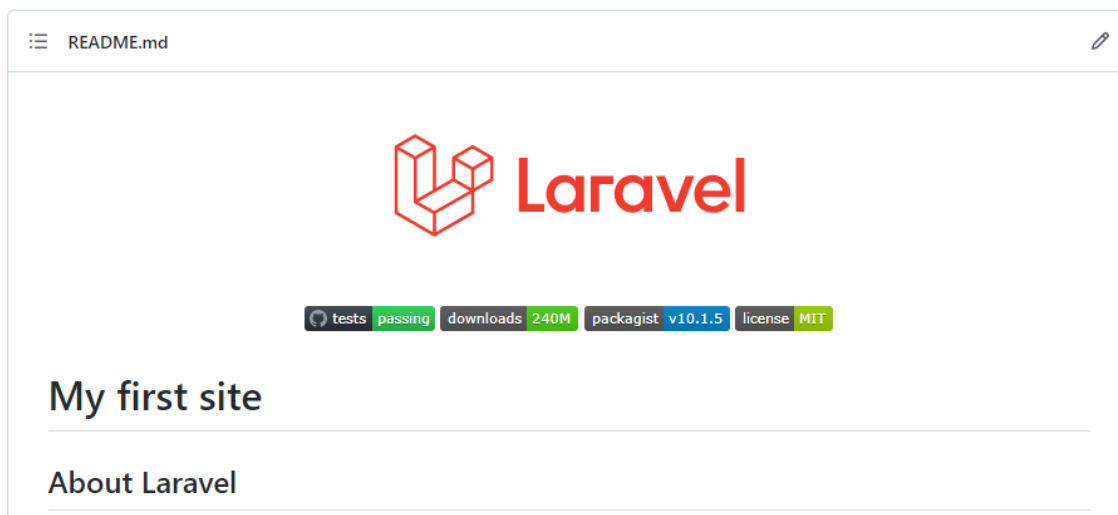 README.md
Laravel
tests passing downloads 240M packagist v10.1.5 license MIT
My first site
About Laravel